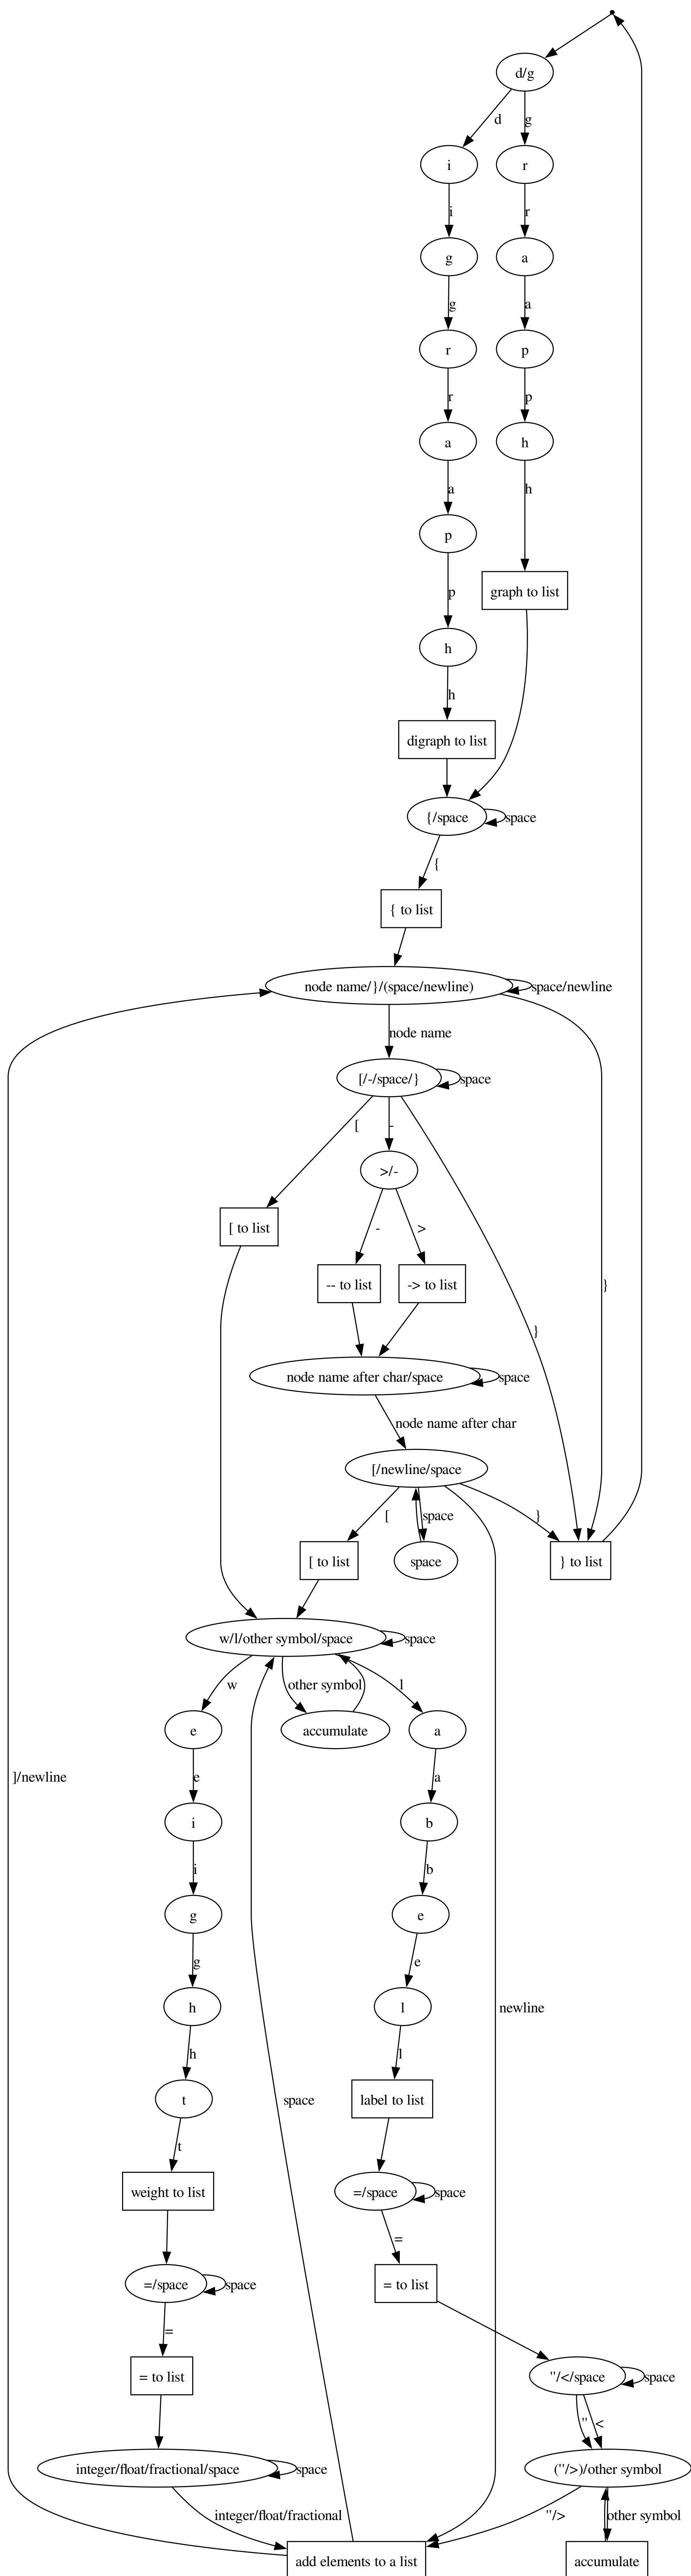 d/g
d
g
i
r
i
r
g
a
g
a
r
p
r
p
a
h
a
h
p
graph to list
p
h
h
digraph to list
{/space
space
{
{ to list
node name/}/(space/newline)
space/newline
node name
[/-/space/}
space
[
-
>/-
[ to list
-
>
}
-- to list
-> to list
}
node name after char/space
space
node name after char
[/newline/space
[
space
}
[ to list
space
} to list
w/l/other symbol/space
space
w
other symbol
l
e
accumulate
a
]/newline
e
a
i
b
i
b
g
e
g
e
h
l
newline
h
l
t
label to list
space
t
weight to list
=/space
space
=
=/space
space
= to list
=
= to list
"/</space
space
"
<
integer/float/fractional/space
space
("/>)/other symbol
integer/float/fractional
"/>
other symbol
add elements to a list
accumulate